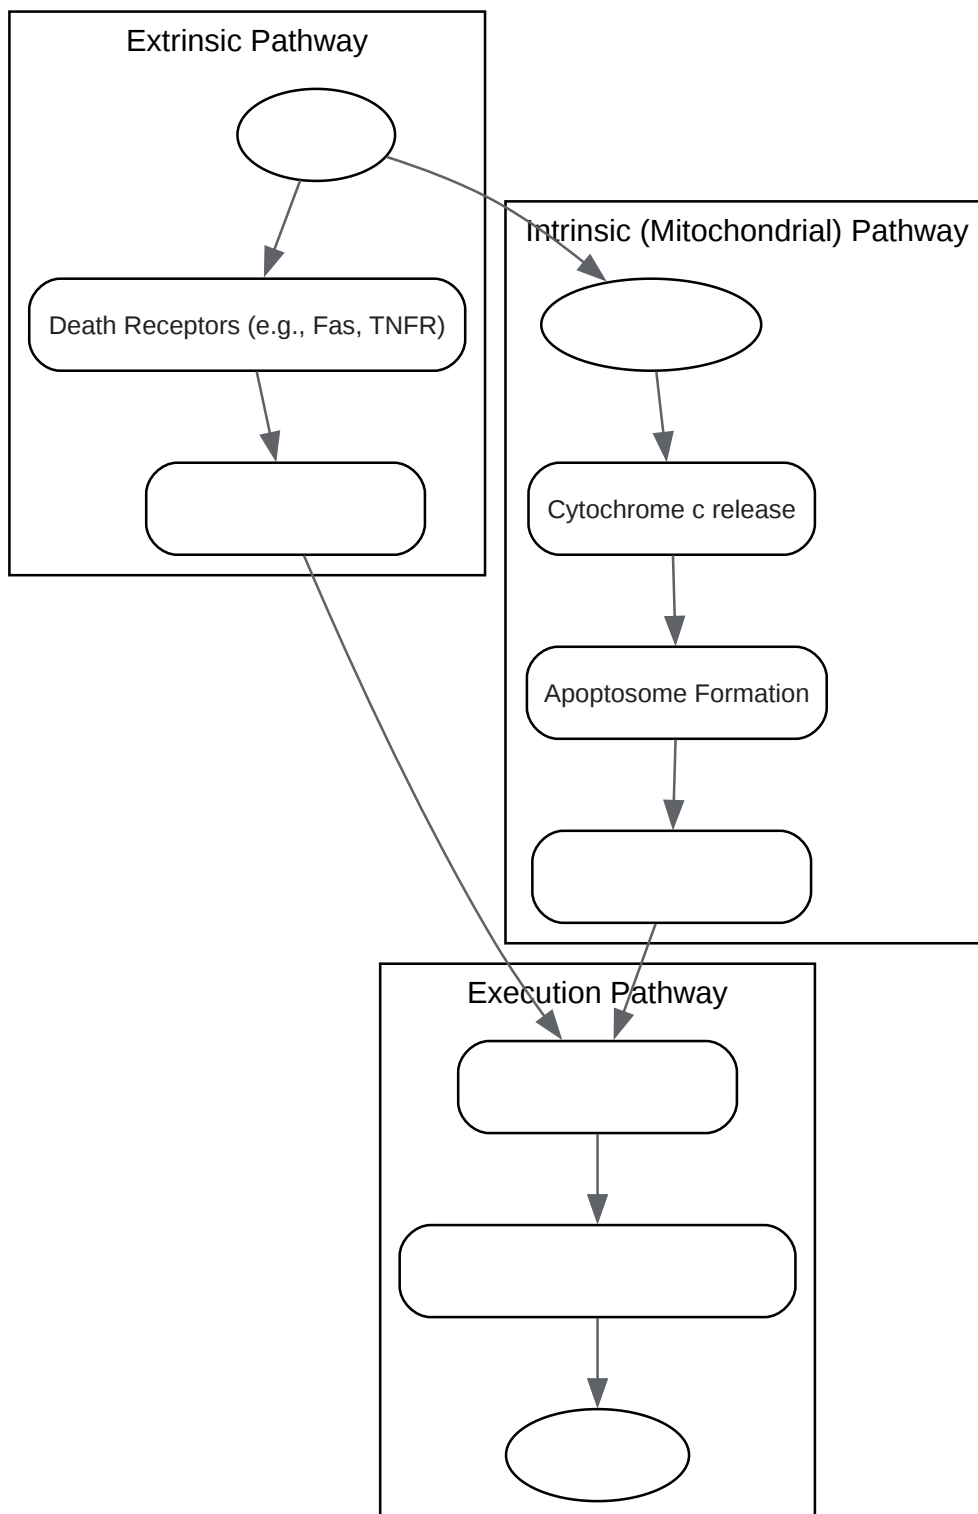 Extrinsic Pathway
Death Receptors (e.g., Fas, TNFR)
Intrinsic (Mitochondrial) Pathway
Cytochrome c release
Apoptosome Formation
Execution Pathway